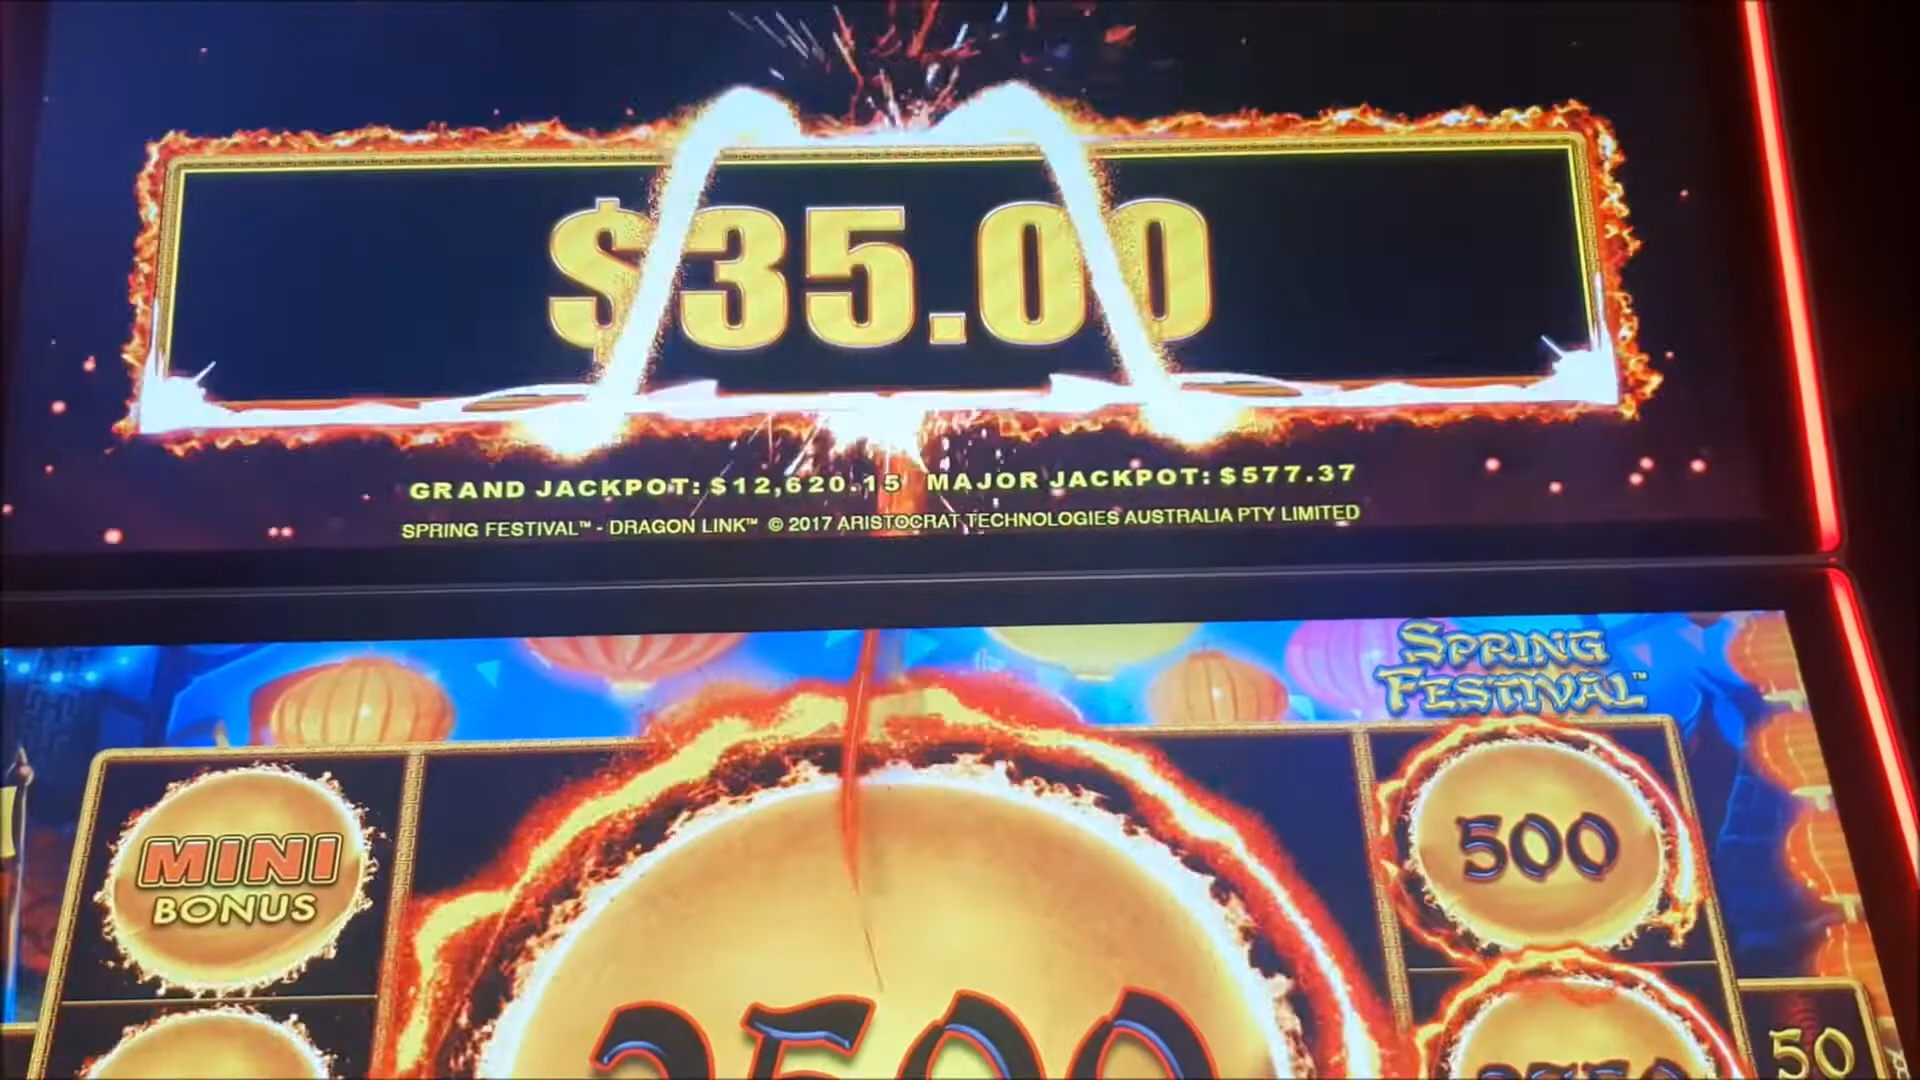 $35.00
GRAND JACKPOT: $12,620.15 MAJOR JACKPOT: $577.37
SPRING FESTIVAL™ - DRAGON LINK™ © 2017 ARISTOCRAT TECHNOLOGIES AUSTRALIA PTY LIMITED
SPRING
FESTIVAL™
MINI
BONUS
500
2500
50